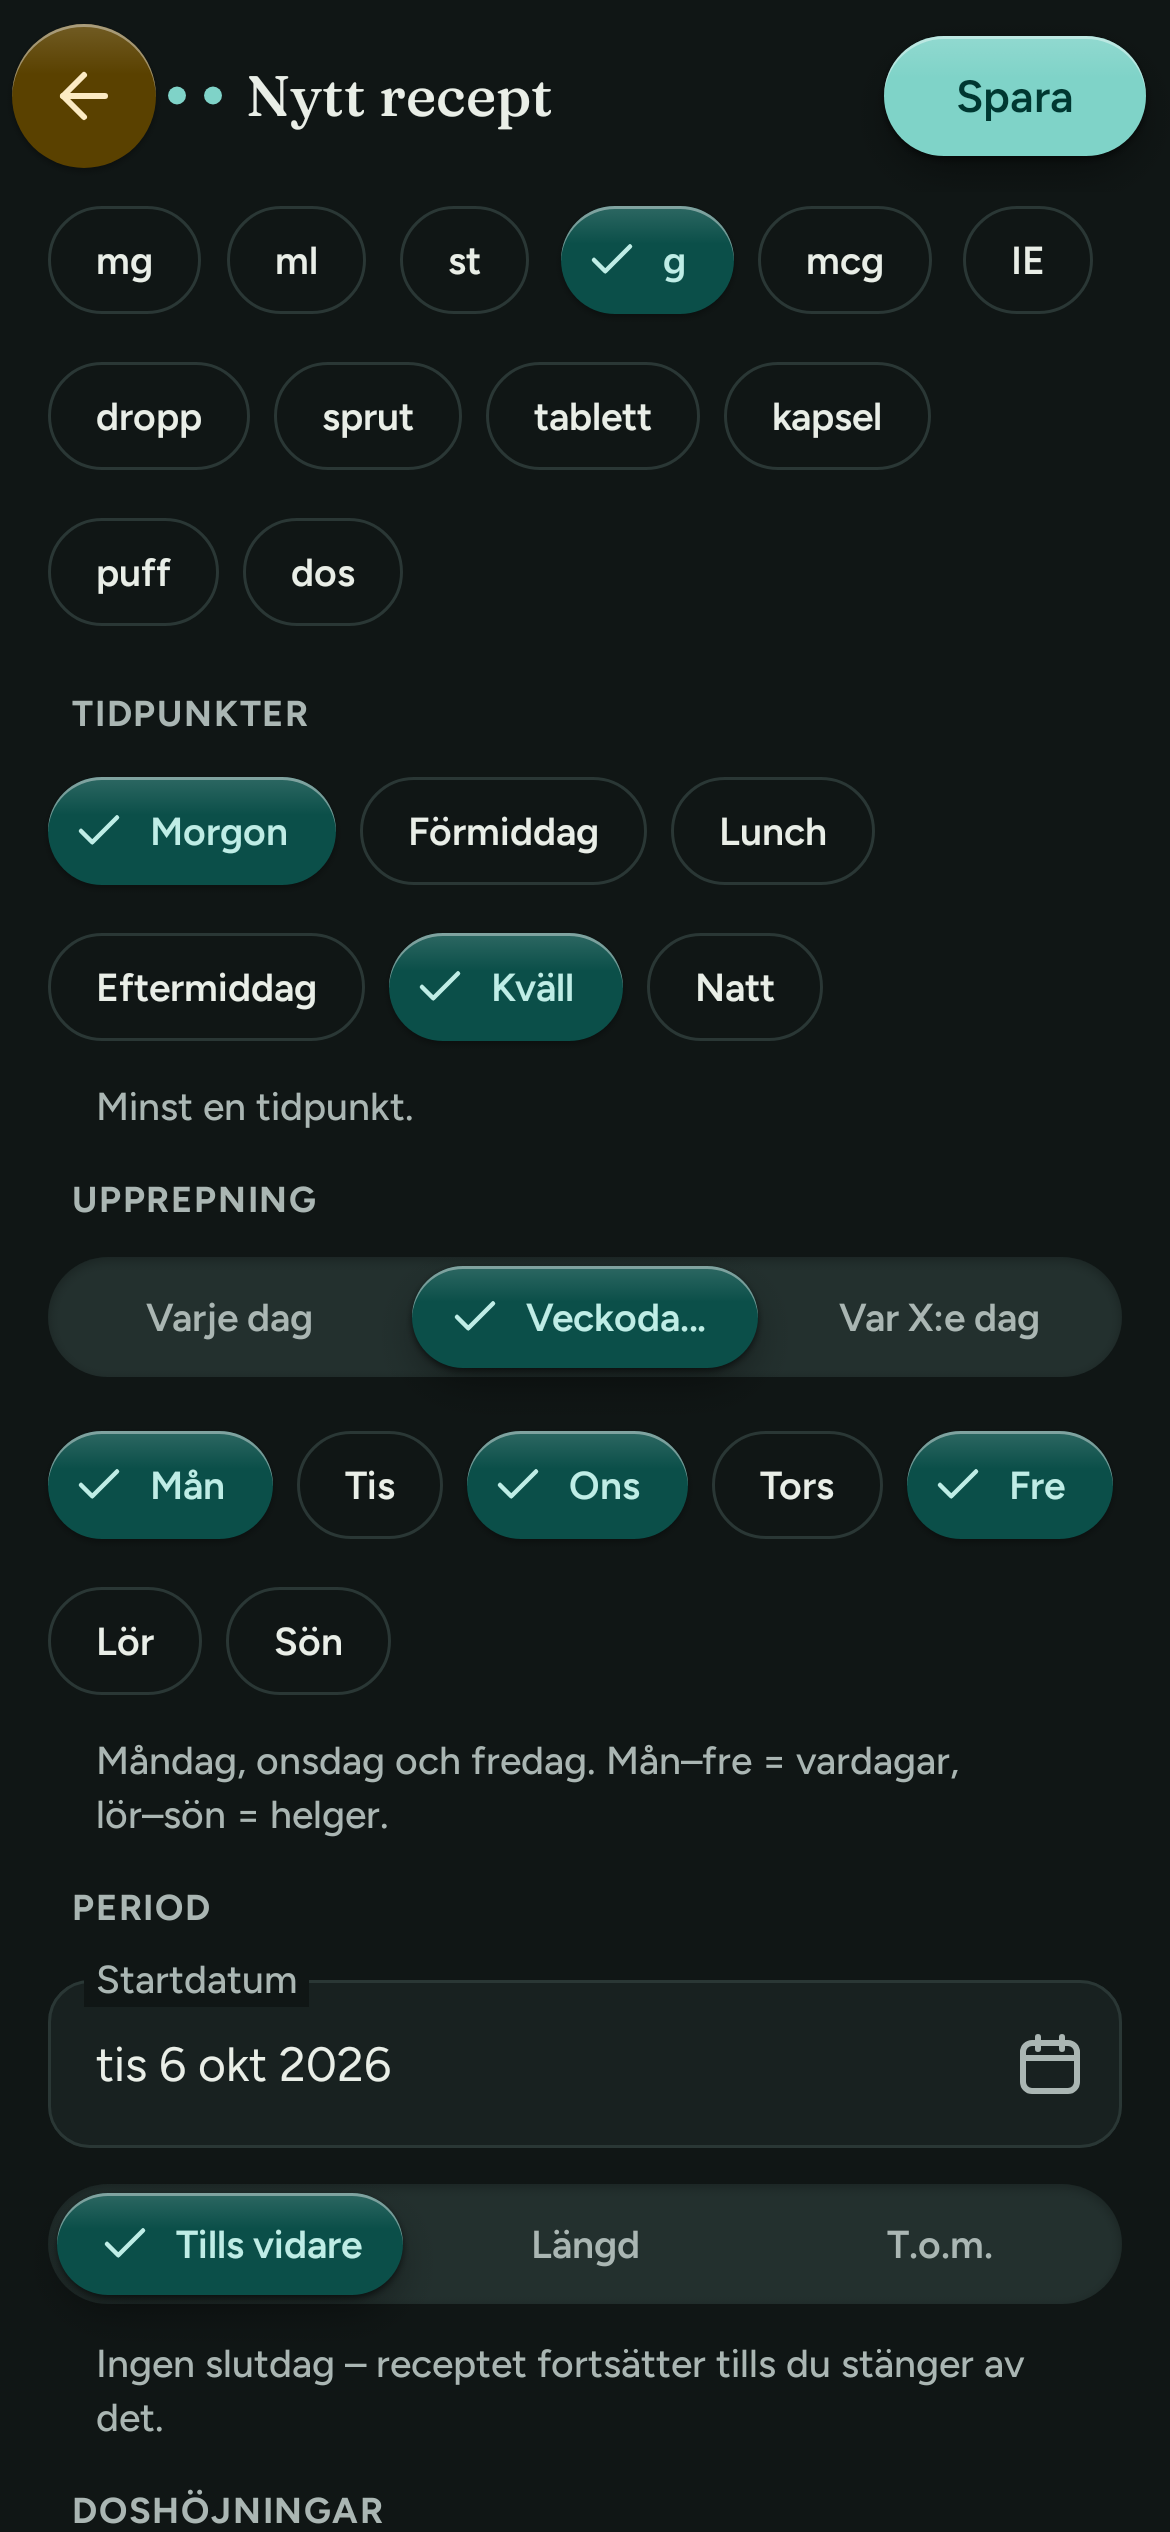 Nytt recept
Spara
mg ml st g mcg IE
dropp sprut tablett kapsel
puff dos
TIDPUNKTER
Morgon Förmiddag Lunch
Eftermiddag Kväll Natt
Minst en tidpunkt.
UPPREPNING
Varje dag Veckoda... Var X:e dag
Mån Tis Ons Tors Fre
Lör Sön
Måndag, onsdag och fredag. Mån–fre = vardagar,
lör–sön = helger.
PERIOD
Startdatum
tis 6 okt 2026
Tills vidare Längd T.o.m.
Ingen slutdag – receptet fortsätter tills du stänger av
det.
DOSHÖJNINGAR